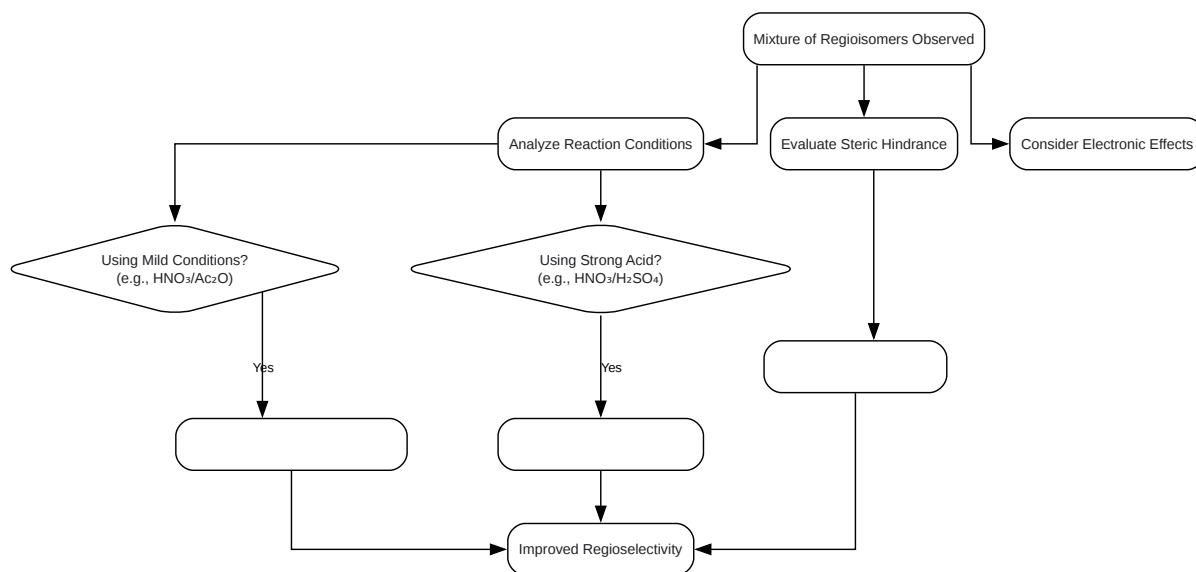 Mixture of Regioisomers Observed
Analyze Reaction Conditions
Evaluate Steric Hindrance
Consider Electronic Effects
Using Mild Conditions?
(e.g., HNO₃/Ac₂O)
Using Strong Acid?
(e.g., HNO₃/H₂SO₄)
Yes
Yes
Improved Regioselectivity